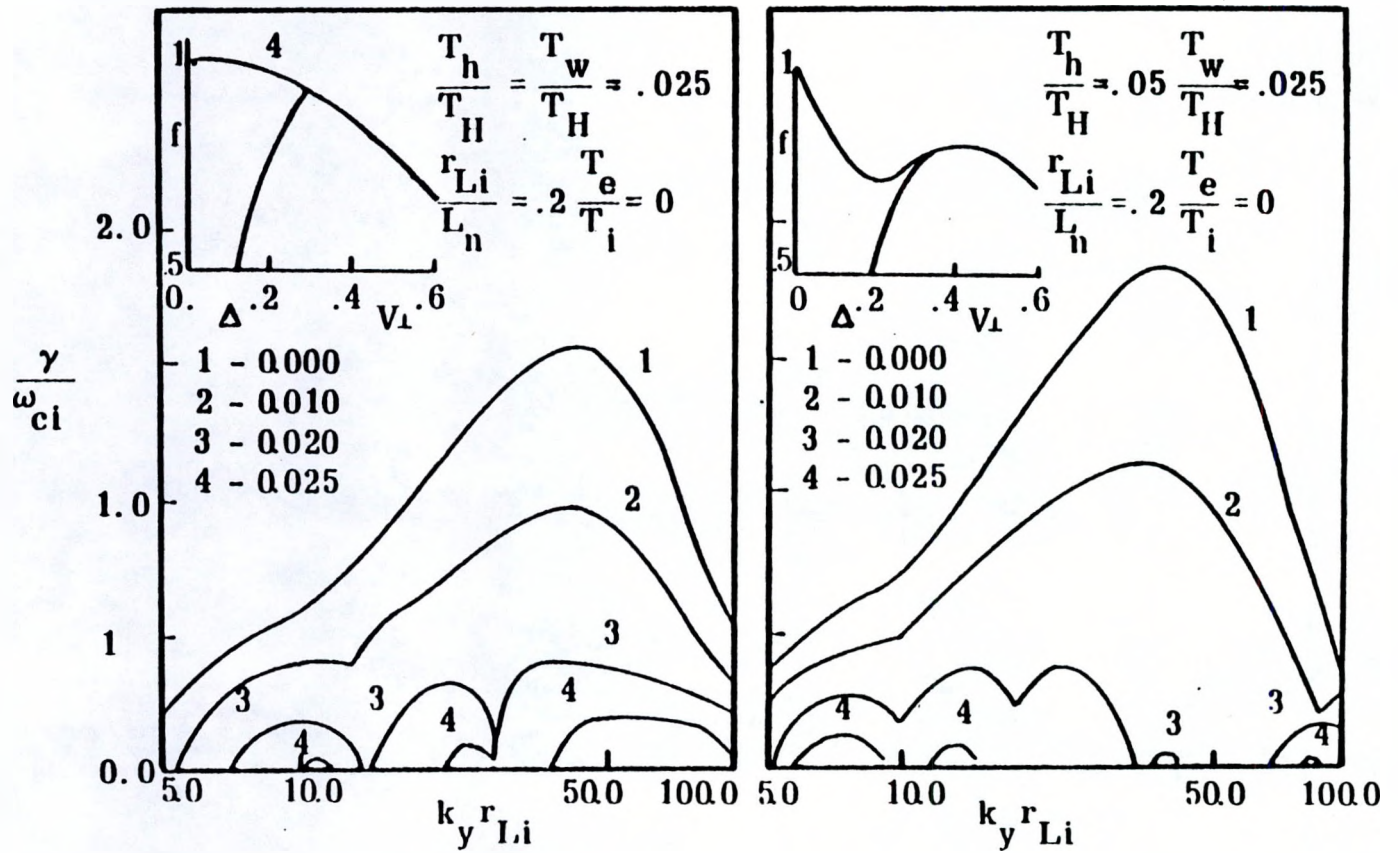 4
T_h/T_H = T_w/T_H = .025
r_Li/L_n = .2 T_e/T_i = 0
1
f
.5
0. .2 .4 .6
Δ V⊥
1 - 0.000
2 - 0.010
3 - 0.020
4 - 0.025
γ/ω_ci
2.0
1.0
1
0.0
1
2
3
3
3
4
4
4
5.0 10.0 50.0 100.0
k_y r_Li
T_h/T_H = .05 T_w/T_H = .025
r_Li/L_n = .2 T_e/T_i = 0
1
f
.5
0 .2 .4 .6
Δ V⊥
1 - 0.000
2 - 0.010
3 - 0.020
4 - 0.025
1
2
3
3
4
4
4
5.0 10.0 50.0 100.0
k_y r_Li